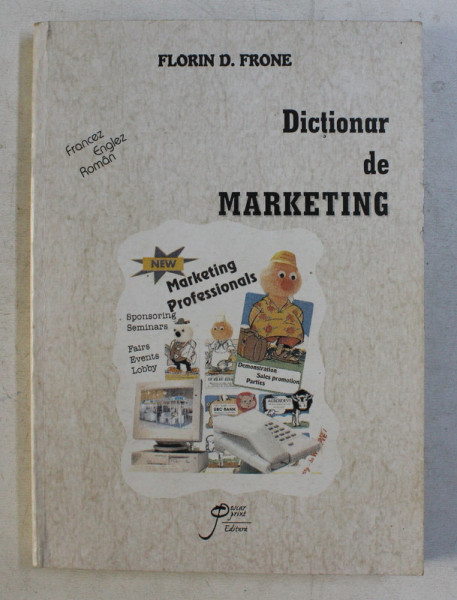 FLORIN D. FRONE
Francez
Englez
Român
Dicționar
de
MARKETING
NEW
Marketing
Professionals
Sponsoring
Seminars
Fairs
Events
Lobby
Demonstration
Sales promotion
Parties
Oscar
print
Editura